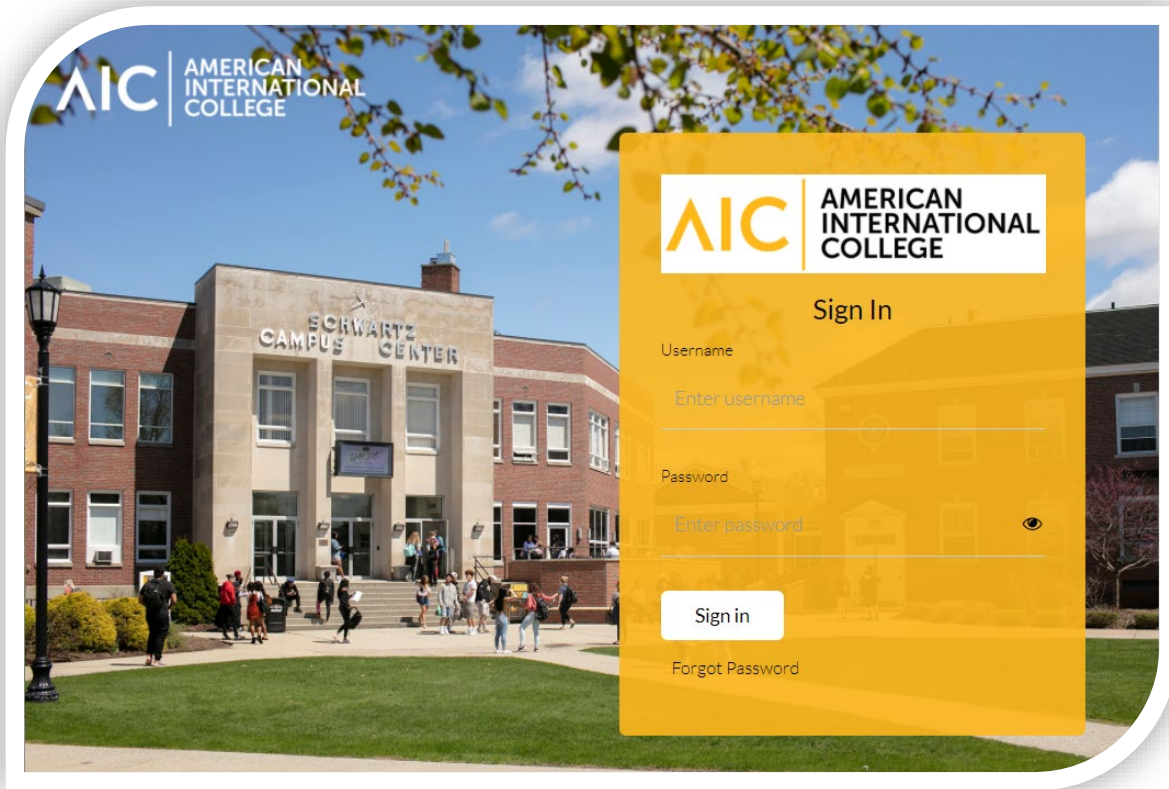 AIC
AMERICAN
INTERNATIONAL
COLLEGE
SCHWARTZ
CAMPUS CENTER
AIC
AMERICAN
INTERNATIONAL
COLLEGE
Sign In
Username
Enter username
Password
Enter password
Sign in
Forgot Password